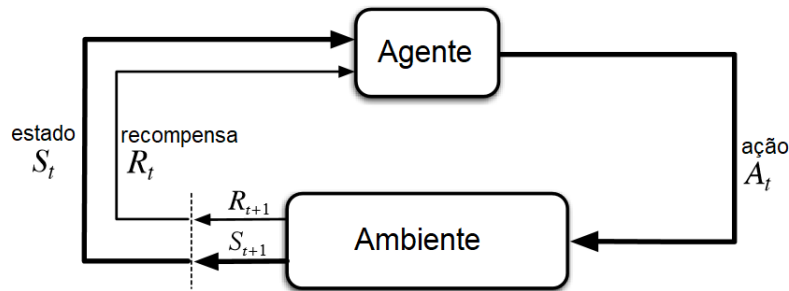 Agente
estado
S_t
recompensa
R_t
ação
A_t
R_{t+1}
S_{t+1}
Ambiente